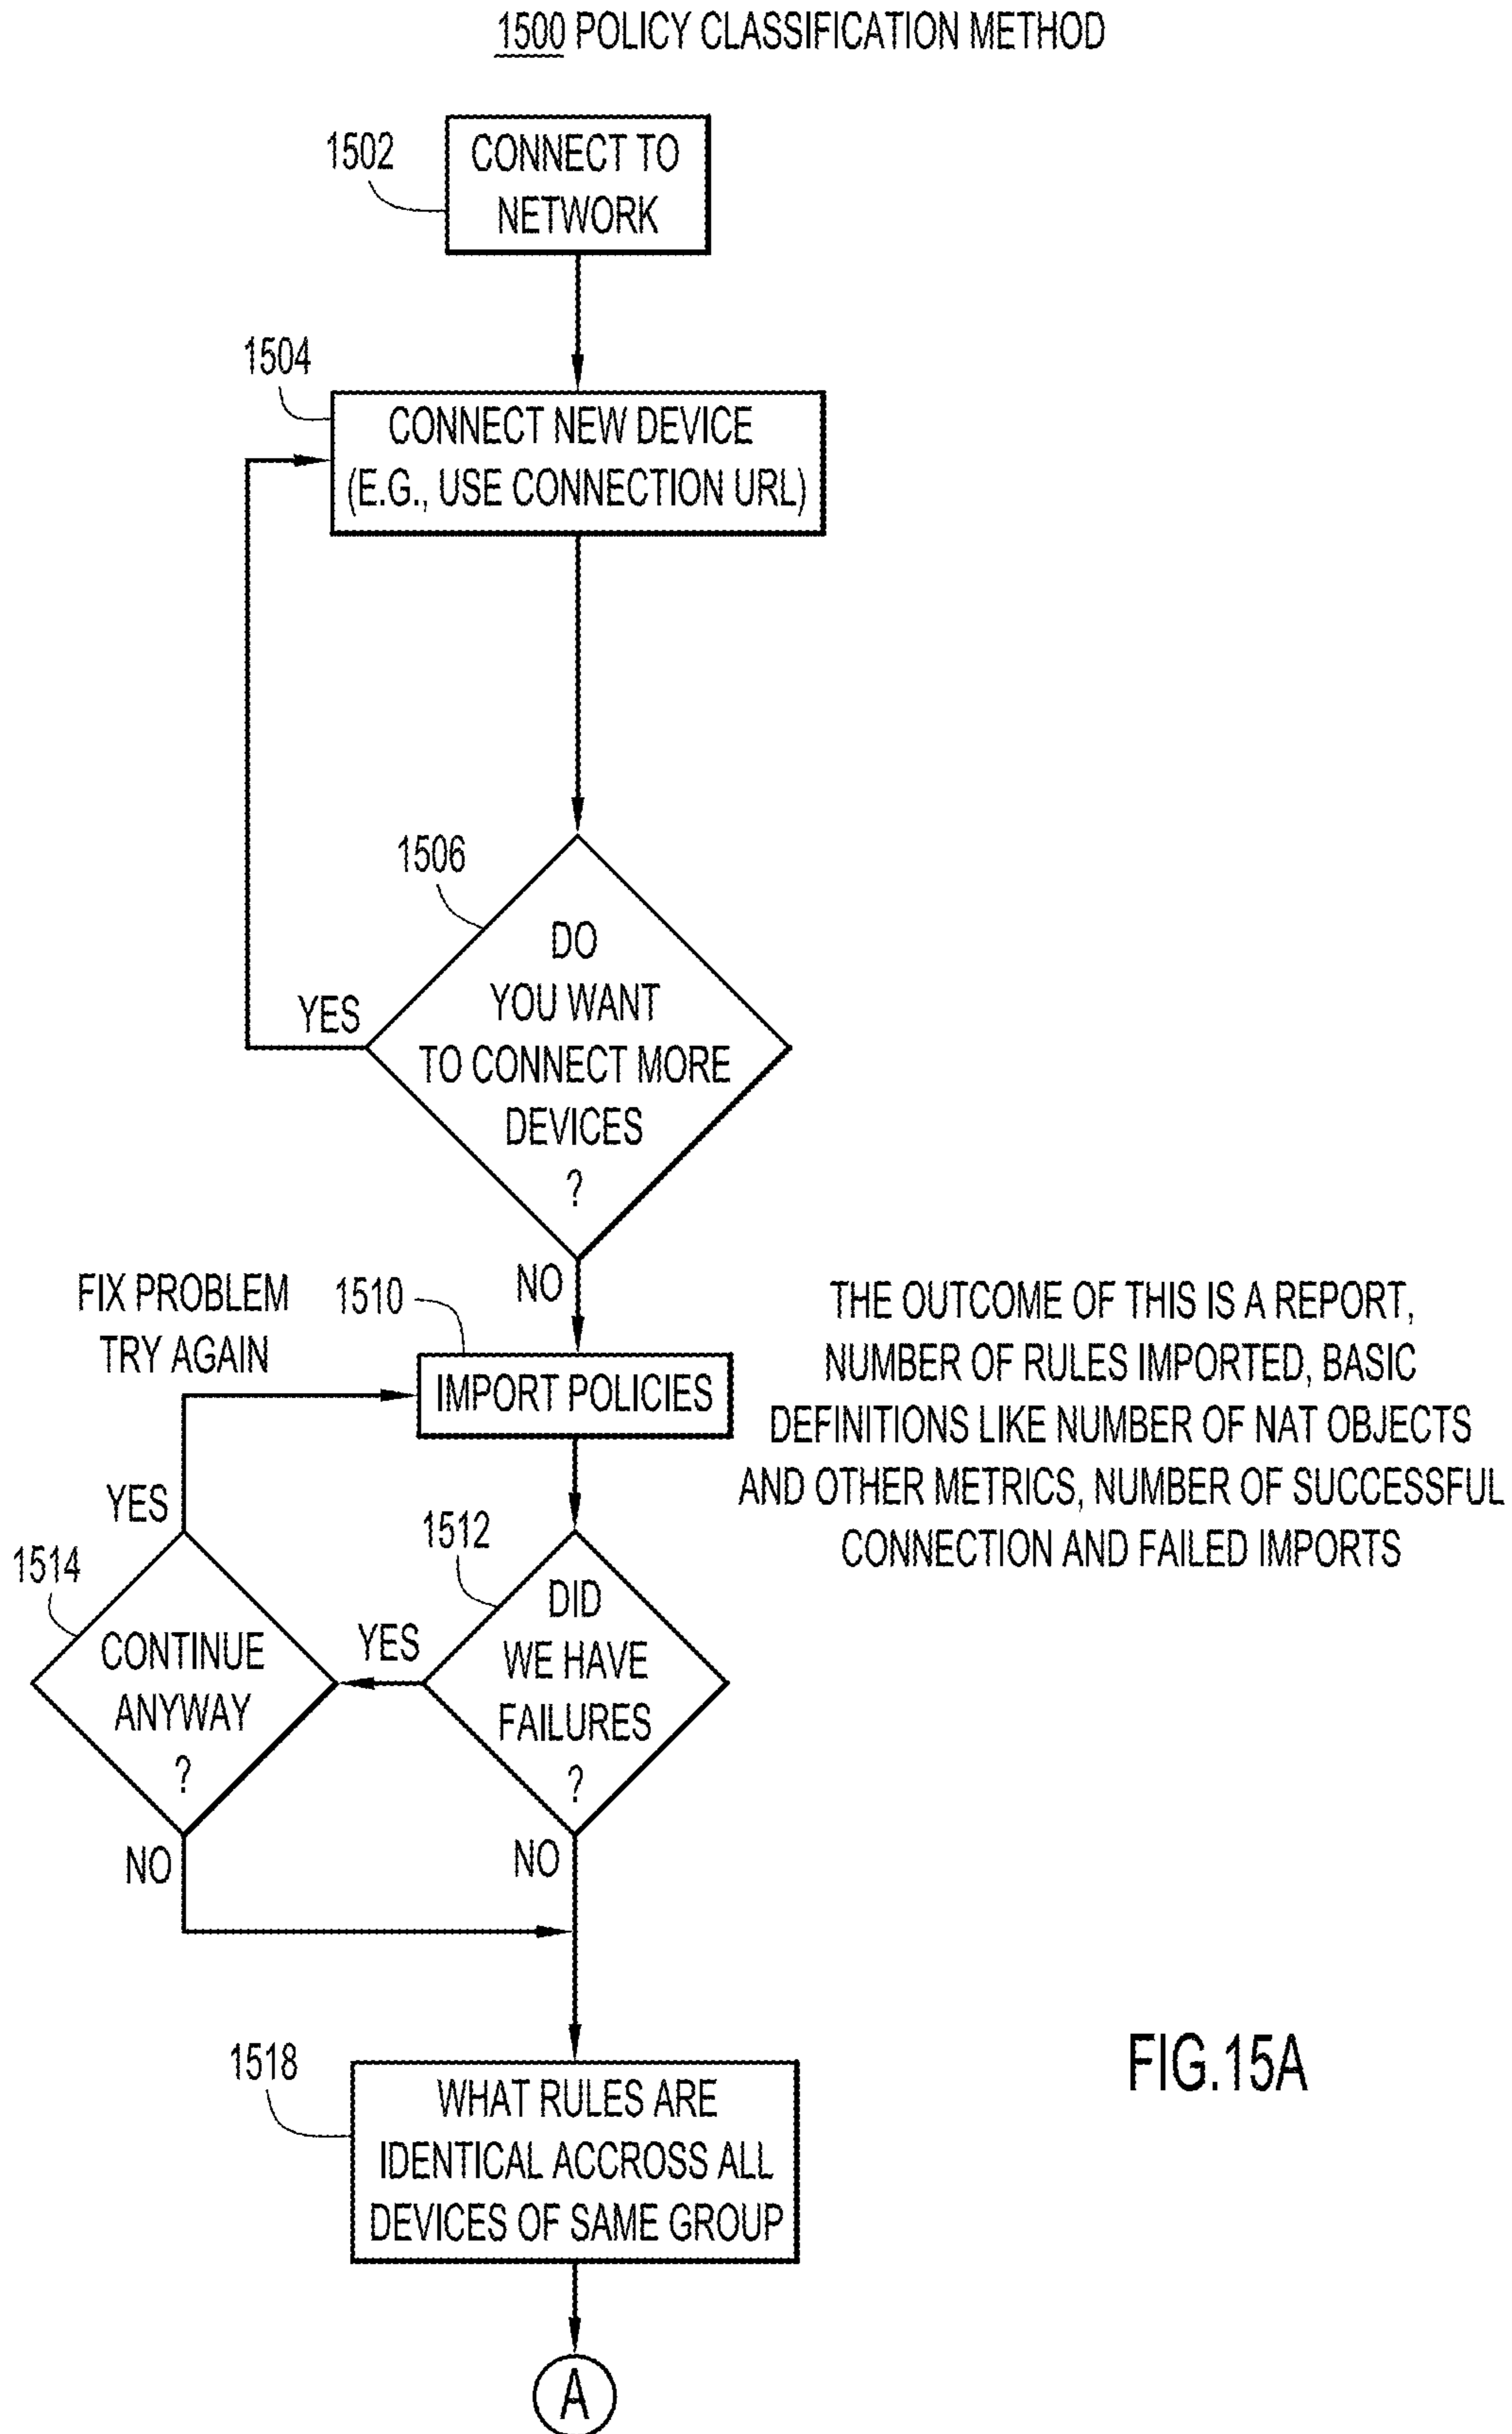 1500 POLICY CLASSIFICATION METHOD
1502
CONNECT TO
NETWORK
1504
CONNECT NEW DEVICE
(E.G., USE CONNECTION URL)
1506
DO
YOU WANT
TO CONNECT MORE
DEVICES
?
YES
NO
FIX PROBLEM
TRY AGAIN
1510
IMPORT POLICIES
THE OUTCOME OF THIS IS A REPORT,
NUMBER OF RULES IMPORTED, BASIC
DEFINITIONS LIKE NUMBER OF NAT OBJECTS
AND OTHER METRICS, NUMBER OF SUCCESSFUL
CONNECTION AND FAILED IMPORTS
YES
1514
CONTINUE
ANYWAY
?
NO
YES
1512
DID
WE HAVE
FAILURES
?
NO
1518
WHAT RULES ARE
IDENTICAL ACCROSS ALL
DEVICES OF SAME GROUP
A
FIG.15A